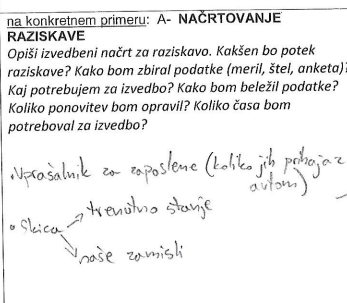 na konkretnem primeru: A- NAČRTOVANJE
RAZISKAVE
Opiši izvedbeni načrt za raziskavo. Kakšen bo potek
raziskave? Kako bom zbiral podatke (meril, štel, anketa)?
Kaj potrebujem za izvedbo? Kako bom beležil podatke?
Koliko ponovitev bom opravil? Koliko časa bom
potreboval za izvedbo?
• Vprašalnik za zaposlene (koliko jih prihaja z
avtom)
• Skica → trenutno stanje
→ naše zamisli